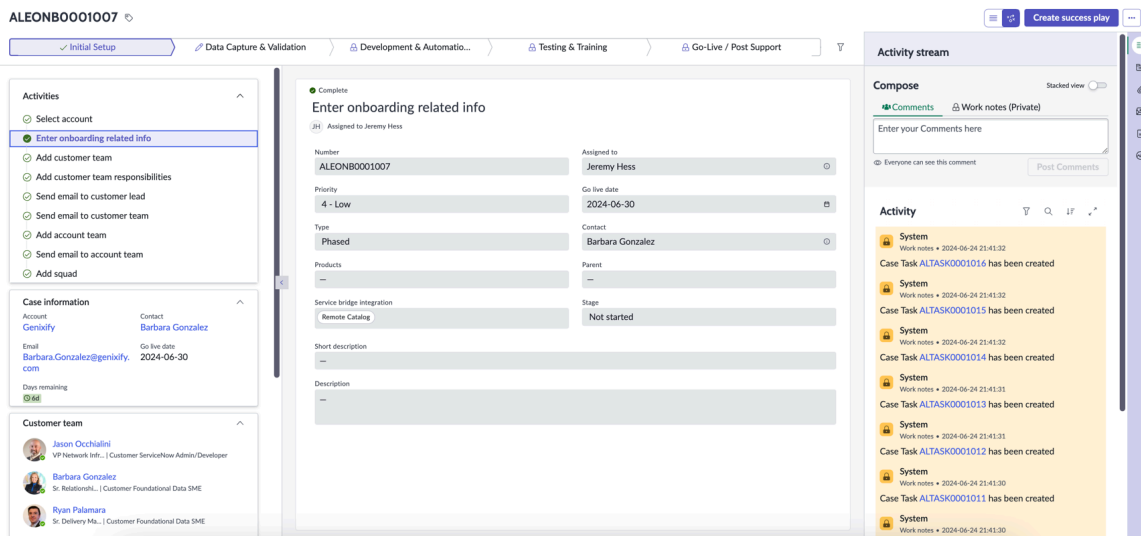 ALEONB0001007
Create success play
Initial Setup
Data Capture & Validation
Development & Automatio...
Testing & Training
Go-Live / Post Support
Activities
Select account
Enter onboarding related info
Add customer team
Add customer team responsibilities
Send email to customer lead
Send email to customer team
Add account team
Send email to account team
Add squad
Case information
Account
Contact
Genixify
Barbara Gonzalez
Email
Go live date
Barbara.Gonzalez@genixify.
com
2024-06-30
Days remaining
6d
Customer team
Jason Occhialini
VP Network Infr... | Customer ServiceNow Admin/Developer
Barbara Gonzalez
Sr. Relationshi... | Customer Foundational Data SME
Ryan Palamara
Sr. Delivery Ma... | Customer Foundational Data SME
Complete
Enter onboarding related info
JH Assigned to Jeremy Hess
Number
ALEONB0001007
Assigned to
Jeremy Hess
Priority
4 - Low
Go live date
2024-06-30
Type
Phased
Contact
Barbara Gonzalez
Products
—
Parent
—
Service bridge integration
Remote Catalog
Stage
Not started
Short description
—
Description
—
Activity stream
Compose
Stacked view
Comments
Work notes (Private)
Enter your Comments here
Everyone can see this comment
Post Comments
Activity
System
Work notes • 2024-06-24 21:41:32
Case Task ALTASK0001016 has been created
System
Work notes • 2024-06-24 21:41:32
Case Task ALTASK0001015 has been created
System
Work notes • 2024-06-24 21:41:32
Case Task ALTASK0001014 has been created
System
Work notes • 2024-06-24 21:41:31
Case Task ALTASK0001013 has been created
System
Work notes • 2024-06-24 21:41:31
Case Task ALTASK0001012 has been created
System
Work notes • 2024-06-24 21:41:30
Case Task ALTASK0001011 has been created
System
Work notes • 2024-06-24 21:41:30